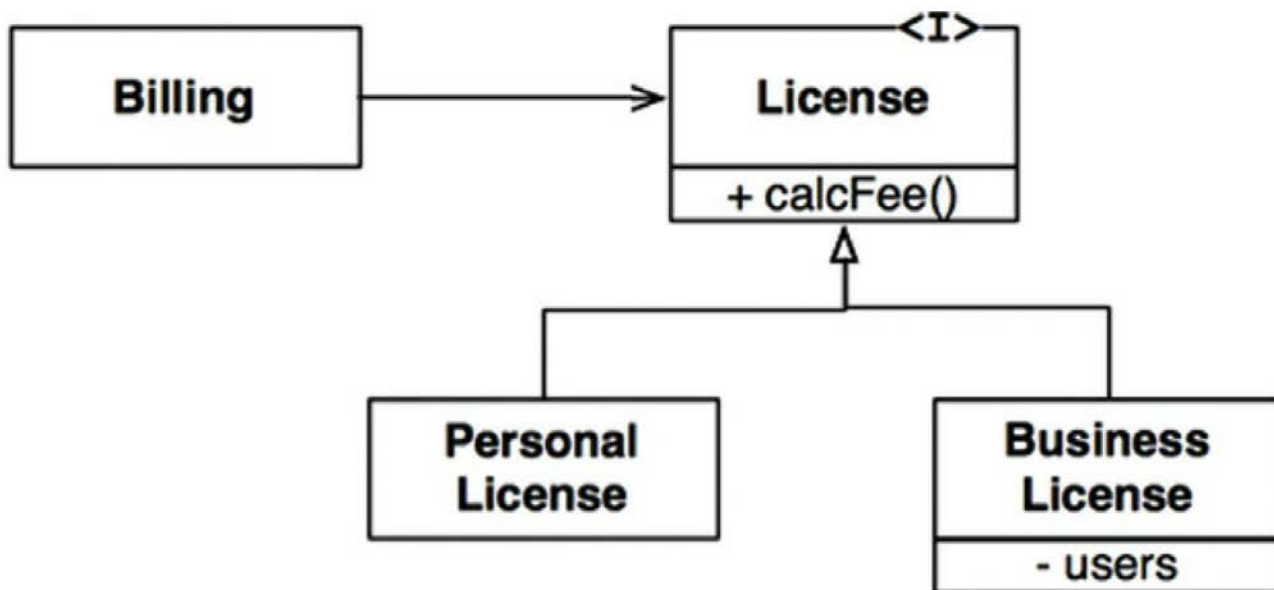 <I>
Billing
License
+ calcFee()
Personal
License
Business
License
- users